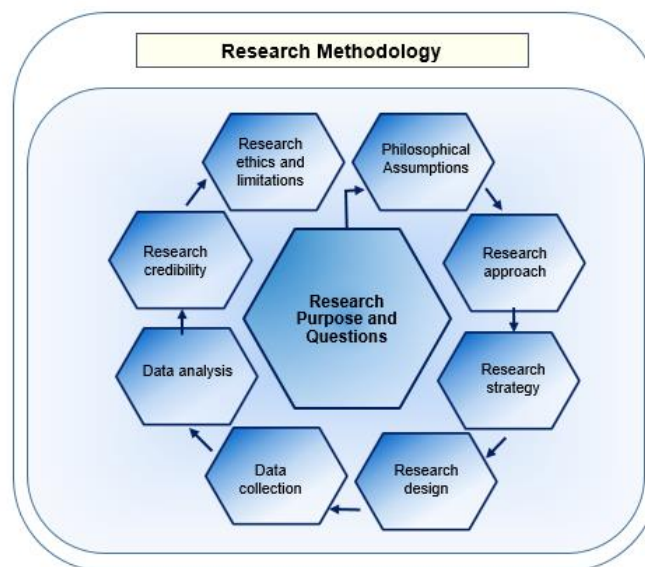 Research Methodology
Research
ethics and
limitations
Philosophical
Assumptions
Research
credibility
Research
approach
Research
Purpose and
Questions
Data analysis
Research
strategy
Data
collection
Research
design